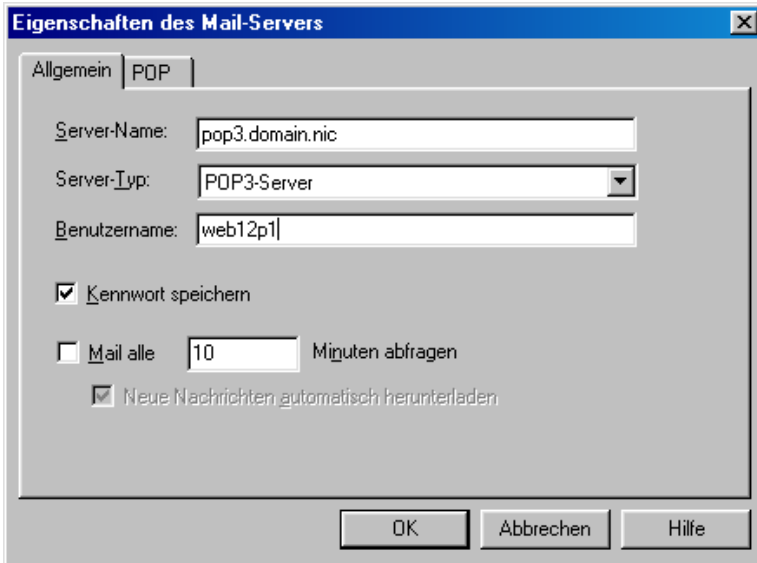 Eigenschaften des Mail-Servers
Allgemein POP
Server-Name: pop3.domain.nic
Server-Typ: POP3-Server
Benutzername: web12p1
Kennwort speichern
Mail alle 10 Minuten abfragen
Neue Nachrichten automatisch herunterladen
OK Abbrechen Hilfe